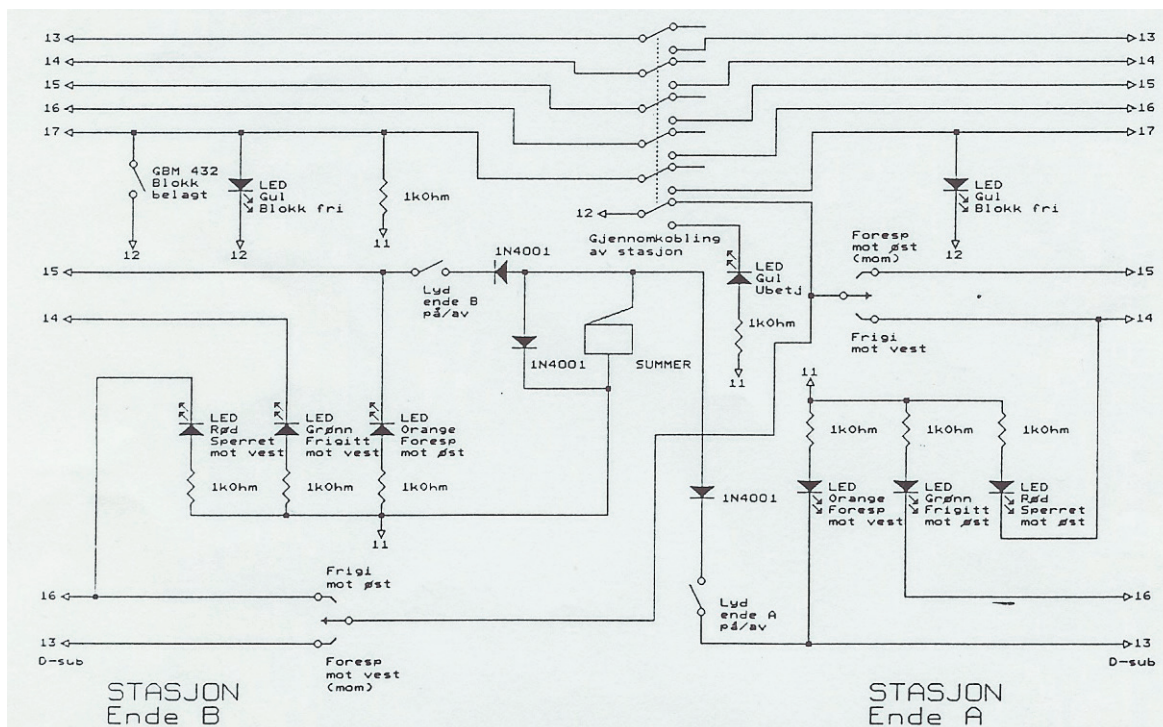 13
14
15
16
17
13
14
15
16
17
GBM 432
Blokk
belagt
LED
Gul
Blokk fri
1kOhm
12
12
11
12
Gjennomkobling
av stasjon
LED
Gul
Blokk fri
12
Foresp
mot øst
(mom)
15
14
Lyd
ende B
på/av
1N4001
1N4001
SUMMER
LED
Gul
Ubetj
1kOhm
11
15
14
Frigi
mot vest
LED
Rød
Sperret
mot vest
LED
Grønn
Frigitt
mot vest
LED
Orange
Foresp
mot øst
1kOhm
1kOhm
1kOhm
11
11
1kOhm
1kOhm
1kOhm
1N4001
LED
Orange
Foresp
mot vest
LED
Grønn
Frigitt
mot øst
LED
Rød
Sperret
mot øst
16
Frigi
mot øst
Lyd
ende A
på/av
16
13
D-sub
Foresp
mot vest
(mom)
13
D-sub
STASJON
Ende B
STASJON
Ende A